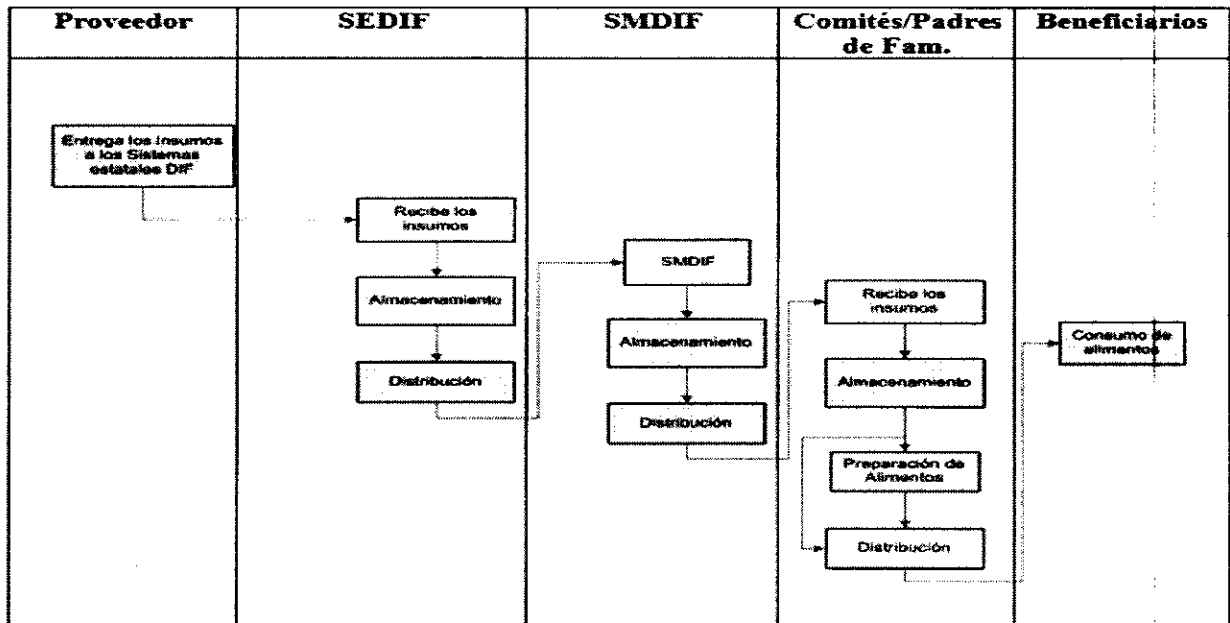 Proveedor
SEDIF
SMDIF
Comités/Padres
de Fam.
Beneficiarios
Entrega los Insumos
a los Sistemas
estatales DIF
Recibe los
insumos
Almacenamiento
Distribución
SMDIF
Almacenamiento
Distribución
Recibe los
insumos
Almacenamiento
Preparación de
Alimentos
Distribución
Consumo de
alimentos